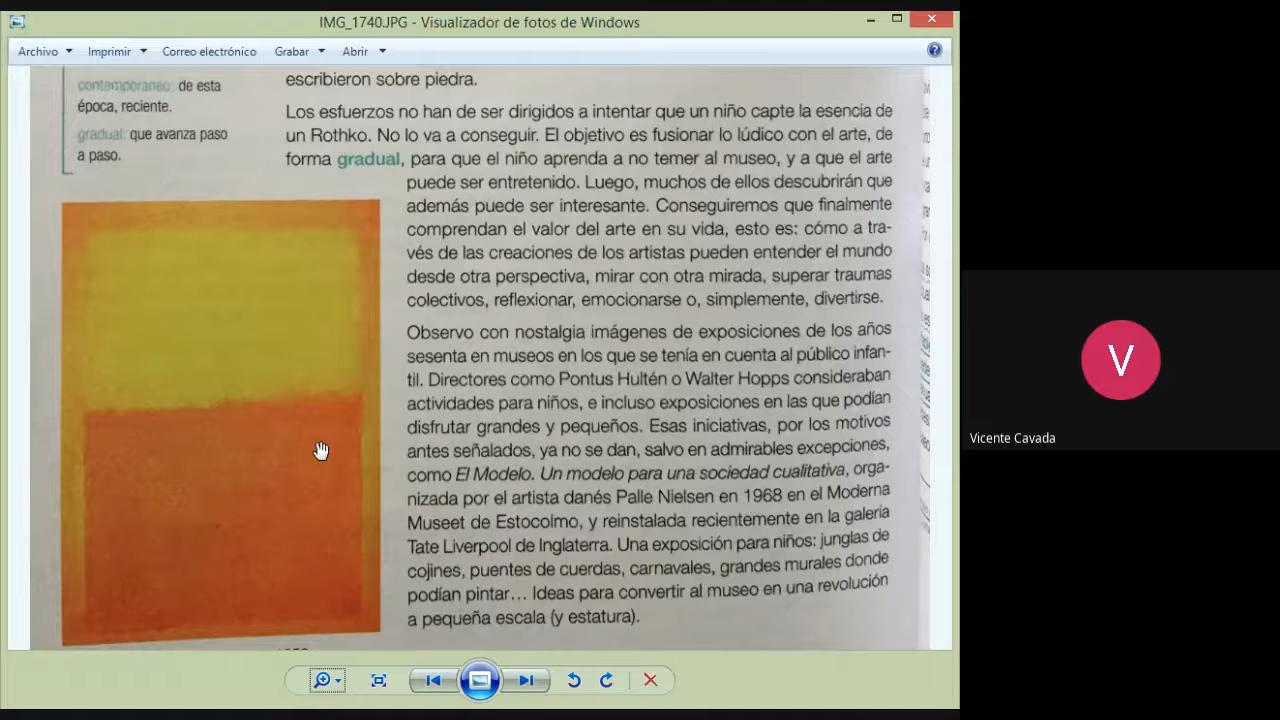 IMG_1740.JPG - Visualizador de fotos de Windows
Archivo
Imprimir
Correo electrónico
Grabar
Abrir
contemporáneo: de esta
época, reciente.
gradual: que avanza paso
a paso.
escribieron sobre piedra.
Los esfuerzos no han de ser dirigidos a intentar que un niño capte la esencia de
un Rothko. No lo va a conseguir. El objetivo es fusionar lo lúdico con el arte, de
forma gradual, para que el niño aprenda a no temer al museo, y a que el arte
puede ser entretenido. Luego, muchos de ellos descubrirán que
además puede ser interesante. Conseguiremos que finalmente
comprendan el valor del arte en su vida, esto es: cómo a tra-
vés de las creaciones de los artistas pueden entender el mundo
desde otra perspectiva, mirar con otra mirada, superar traumas
colectivos, reflexionar, emocionarse o, simplemente, divertirse.
Observo con nostalgia imágenes de exposiciones de los años
sesenta en museos en los que se tenía en cuenta al público infan-
til. Directores como Pontus Hultén o Walter Hopps consideraban
actividades para niños, e incluso exposiciones en las que podían
disfrutar grandes y pequeños. Esas iniciativas, por los motivos
antes señalados, ya no se dan, salvo en admirables excepciones,
como El Modelo. Un modelo para una sociedad cualitativa, orga-
nizada por el artista danés Palle Nielsen en 1968 en el Moderna
Museet de Estocolmo, y reinstalada recientemente en la galería
Tate Liverpool de Inglaterra. Una exposición para niños: junglas de
cojines, puentes de cuerdas, carnavales, grandes murales donde
podían pintar… Ideas para convertir al museo en una revolución
a pequeña escala (y estatura).
V
Vicente Cavada